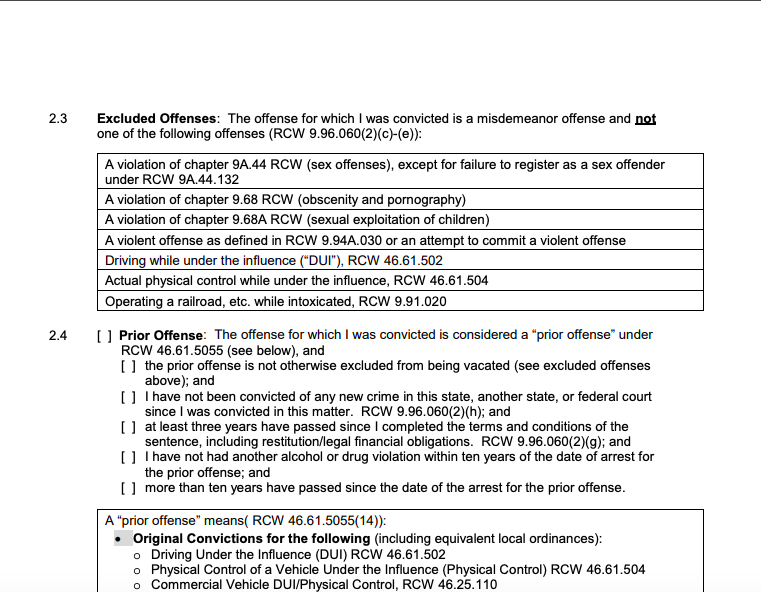 2.3 Excluded Offenses: The offense for which I was convicted is a misdemeanor offense and not
one of the following offenses (RCW 9.96.060(2)(c)-(e)):
A violation of chapter 9A.44 RCW (sex offenses), except for failure to register as a sex offender
under RCW 9A.44.132
A violation of chapter 9.68 RCW (obscenity and pornography)
A violation of chapter 9.68A RCW (sexual exploitation of children)
A violent offense as defined in RCW 9.94A.030 or an attempt to commit a violent offense
Driving while under the influence (“DUI”), RCW 46.61.502
Actual physical control while under the influence, RCW 46.61.504
Operating a railroad, etc. while intoxicated, RCW 9.91.020
2.4 [ ] Prior Offense: The offense for which I was convicted is considered a “prior offense” under
RCW 46.61.5055 (see below), and
[ ] the prior offense is not otherwise excluded from being vacated (see excluded offenses
above); and
[ ] I have not been convicted of any new crime in this state, another state, or federal court
since I was convicted in this matter. RCW 9.96.060(2)(h); and
[ ] at least three years have passed since I completed the terms and conditions of the
sentence, including restitution/legal financial obligations. RCW 9.96.060(2)(g); and
[ ] I have not had another alcohol or drug violation within ten years of the date of arrest for
the prior offense; and
[ ] more than ten years have passed since the date of the arrest for the prior offense.
A “prior offense” means( RCW 46.61.5055(14)):
• Original Convictions for the following (including equivalent local ordinances):
o Driving Under the Influence (DUI) RCW 46.61.502
o Physical Control of a Vehicle Under the Influence (Physical Control) RCW 46.61.504
o Commercial Vehicle DUI/Physical Control, RCW 46.25.110